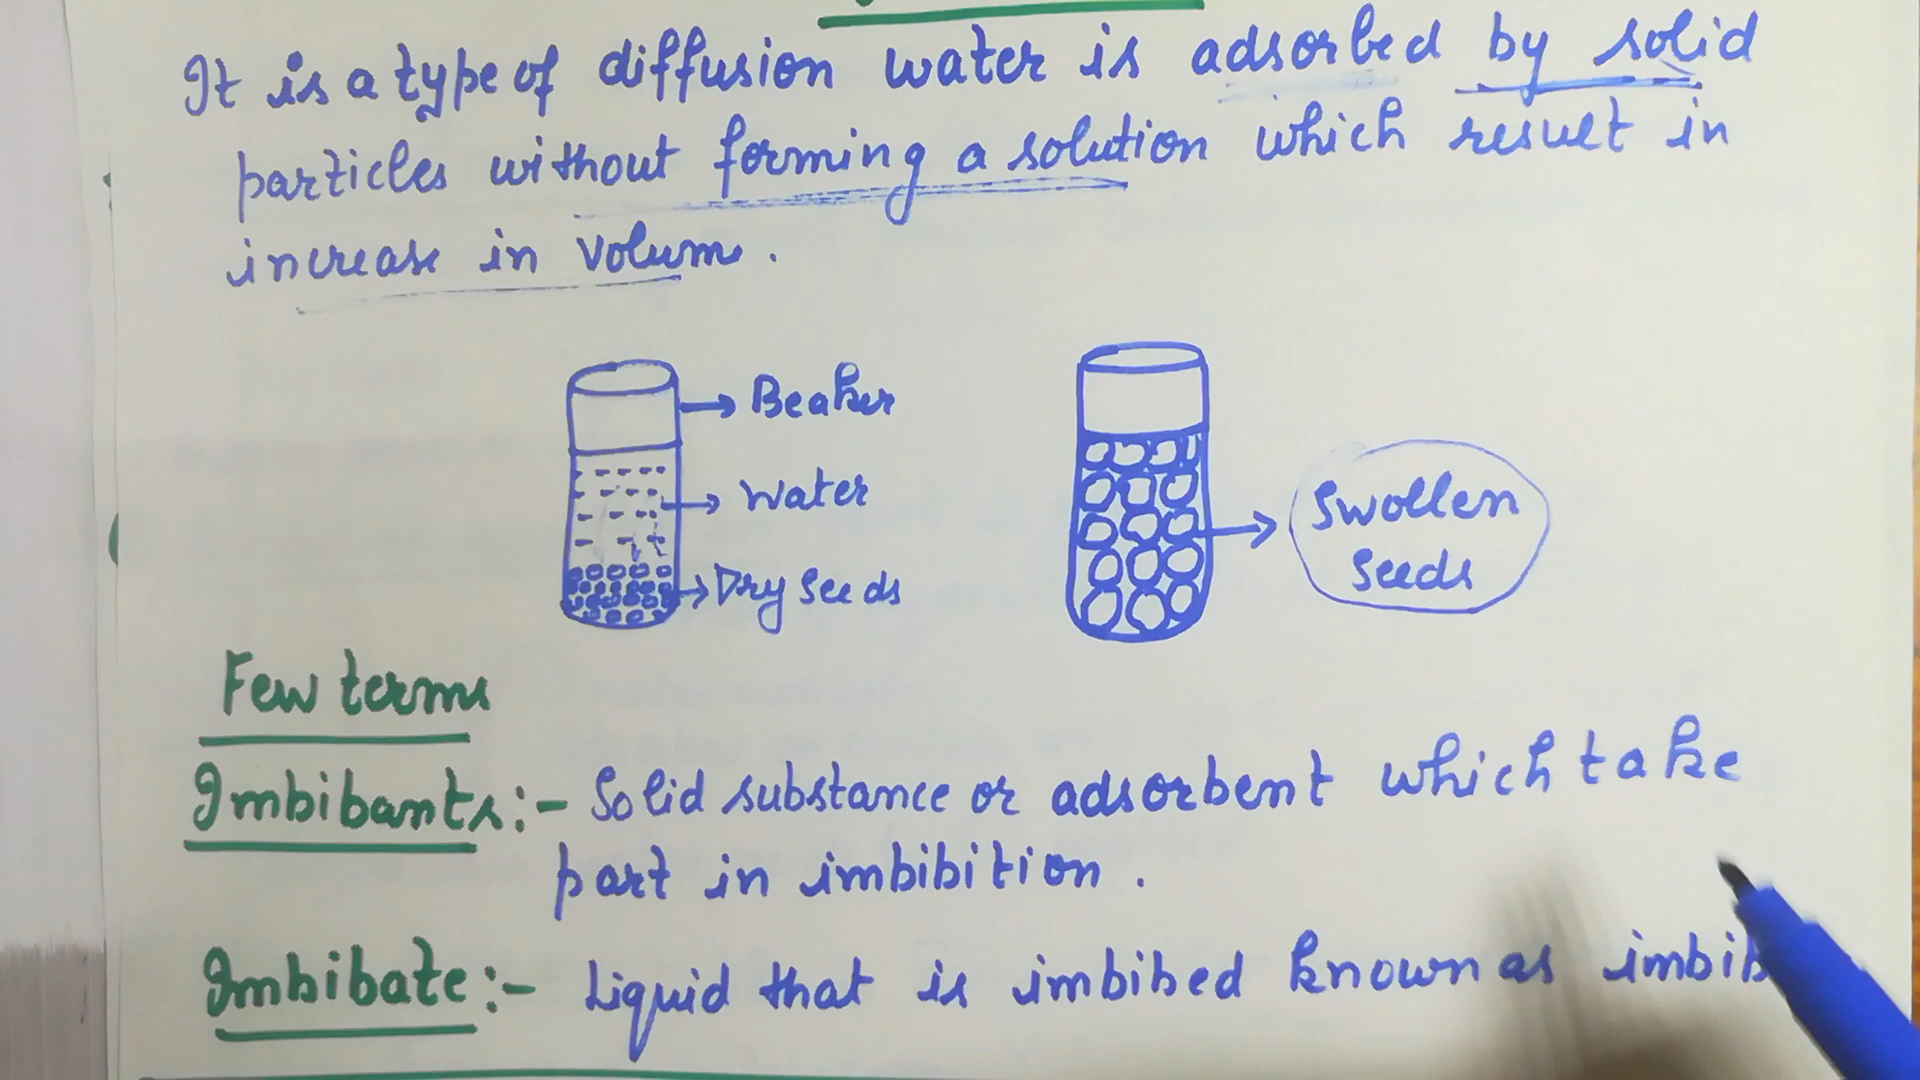 It is a type of diffusion water is adsorbed by solid
particles without forming a solution which result in
increase in volume.
Beaker
Water
Dry seeds
Swollen
seeds
Few terms
Imbibants:- Solid substance or adsorbent which take
part in imbibition.
Imbibate:- Liquid that is imbibed known as